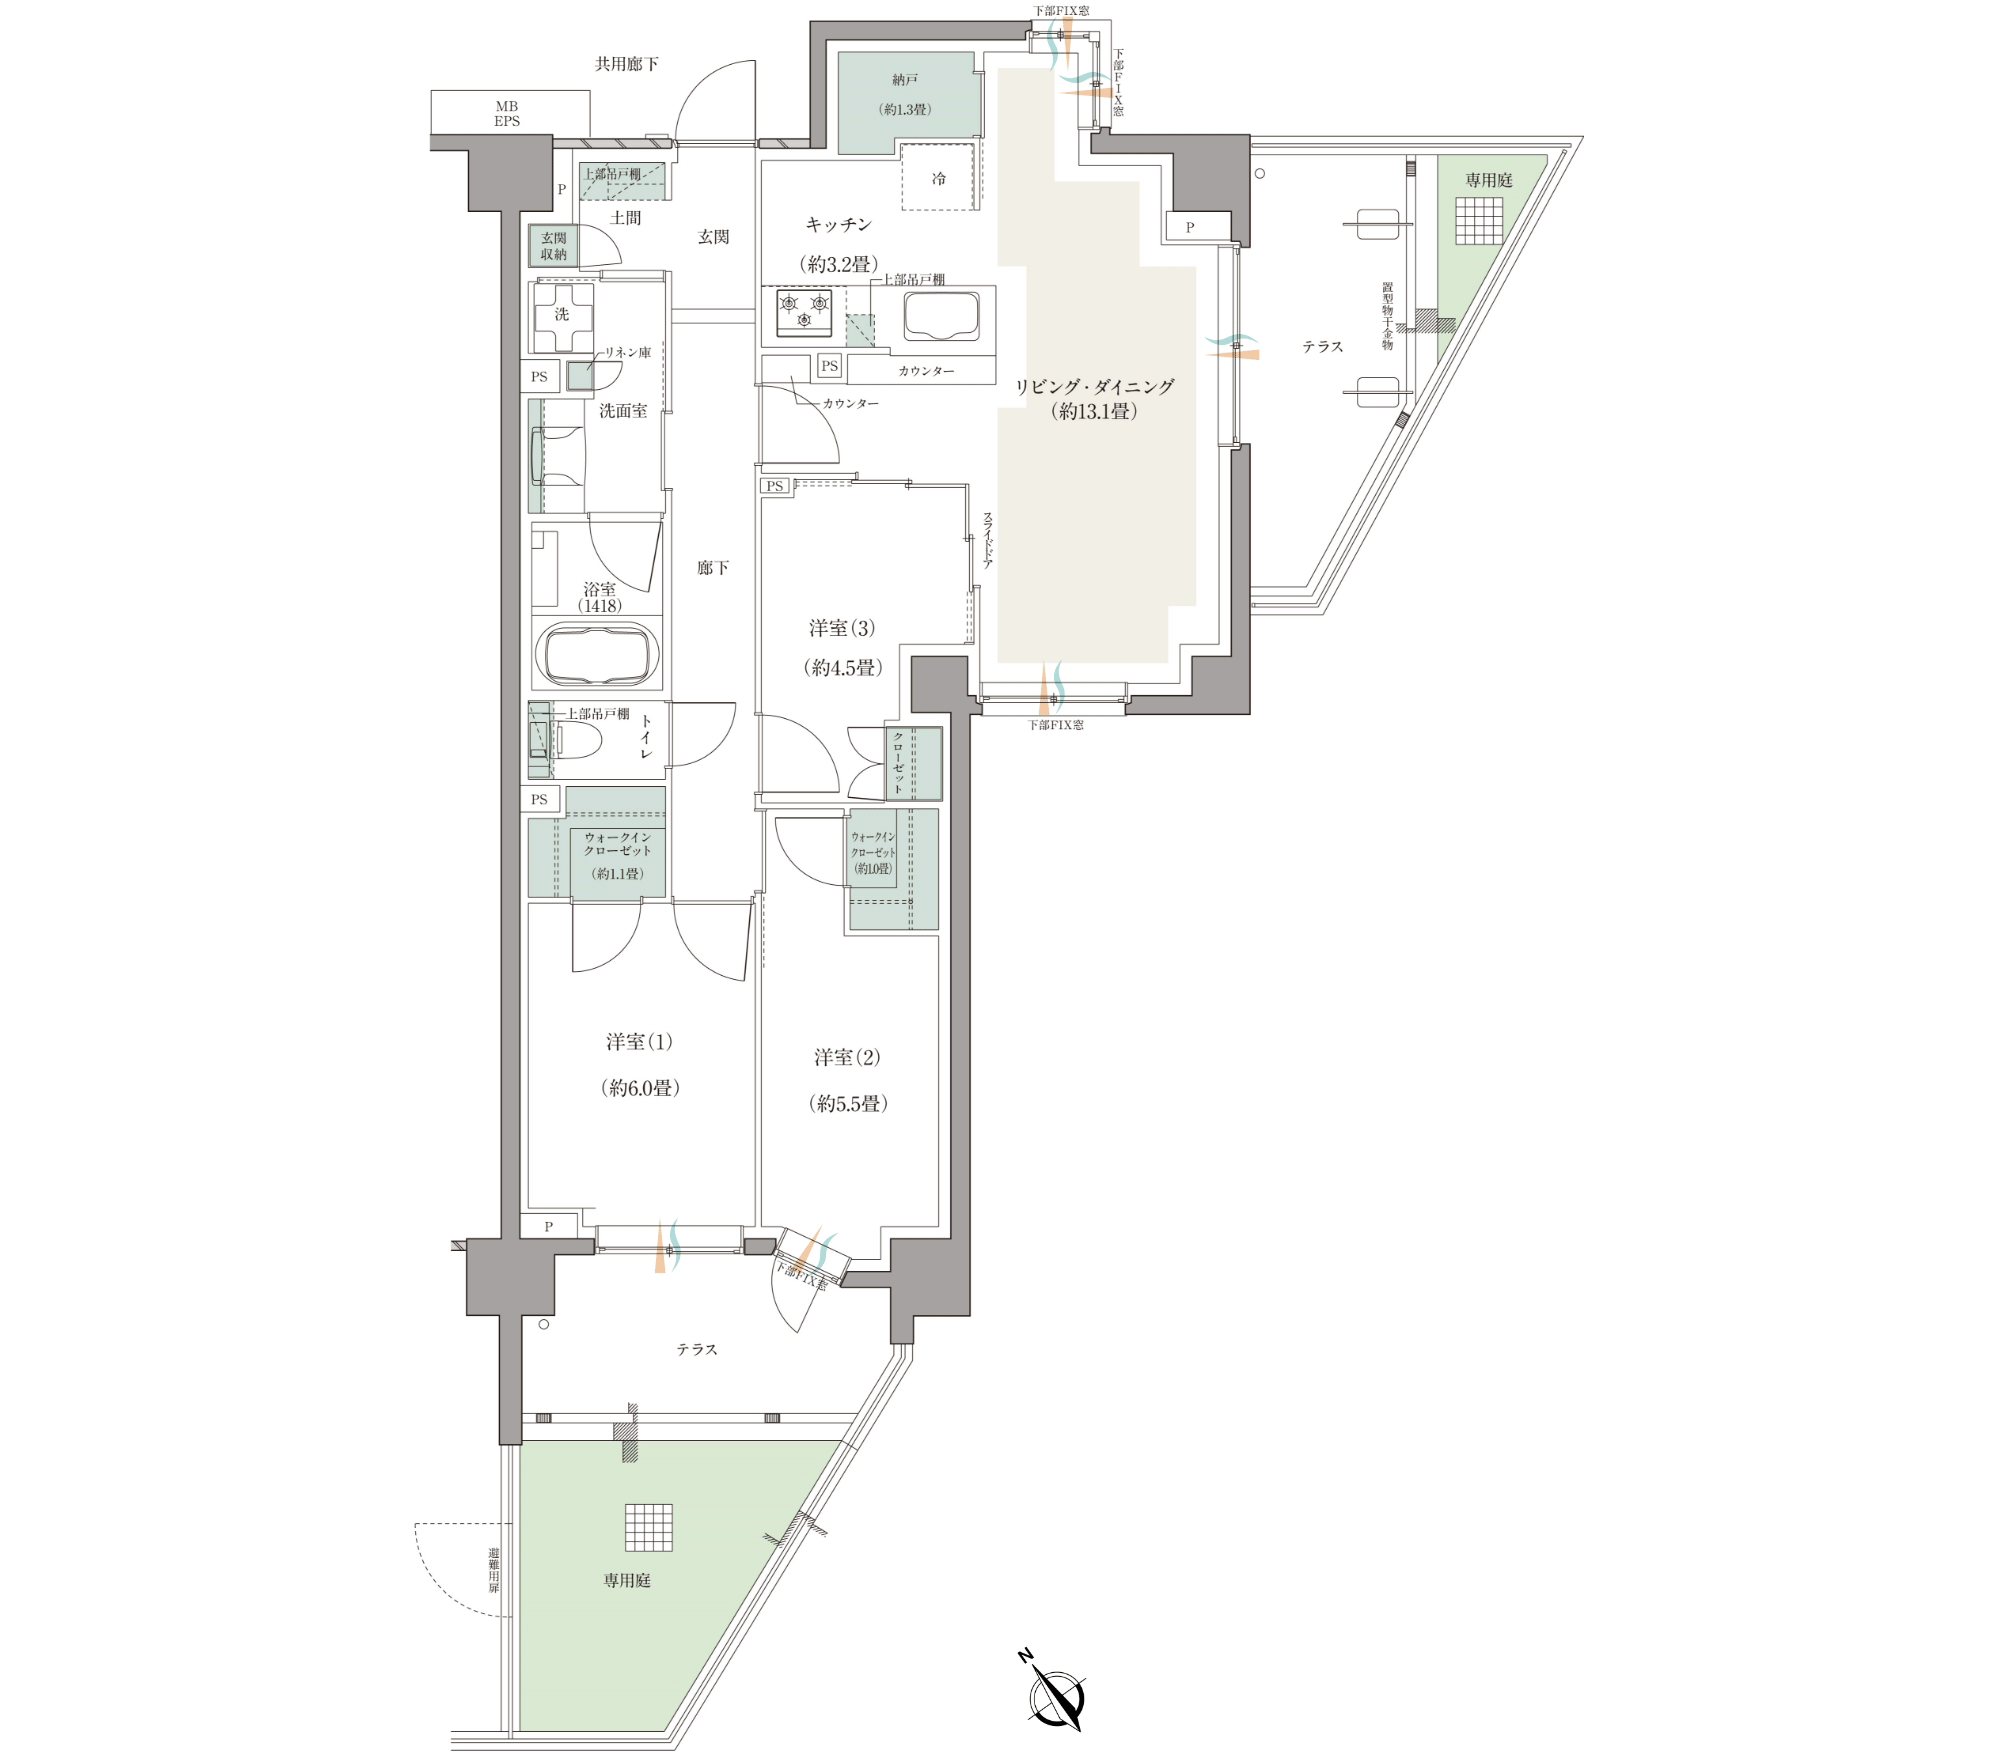 下部FIX窓
下部FIX窓
共用廊下
MB
EPS
納戸
（約1.3畳）
上部吊戸棚
P
土間
玄関
収納
玄関
冷
キッチン
（約3.2畳）
上部吊戸棚
P
専用庭
置型物干金物
テラス
洗
リネン庫
PS
洗面室
PS
カウンター
カウンター
リビング・ダイニング
（約13.1畳）
PS
スライドドア
廊下
浴室
（1418）
洋室（3）
（約4.5畳）
下部FIX窓
上部吊戸棚
トイレ
クローゼット
PS
ウォークイン
クローゼット
（約1.1畳）
ウォークイン
クローゼット
（約1.0畳）
洋室（1）
（約6.0畳）
洋室（2）
（約5.5畳）
P
下部FIX窓
テラス
避難用扉
専用庭
N